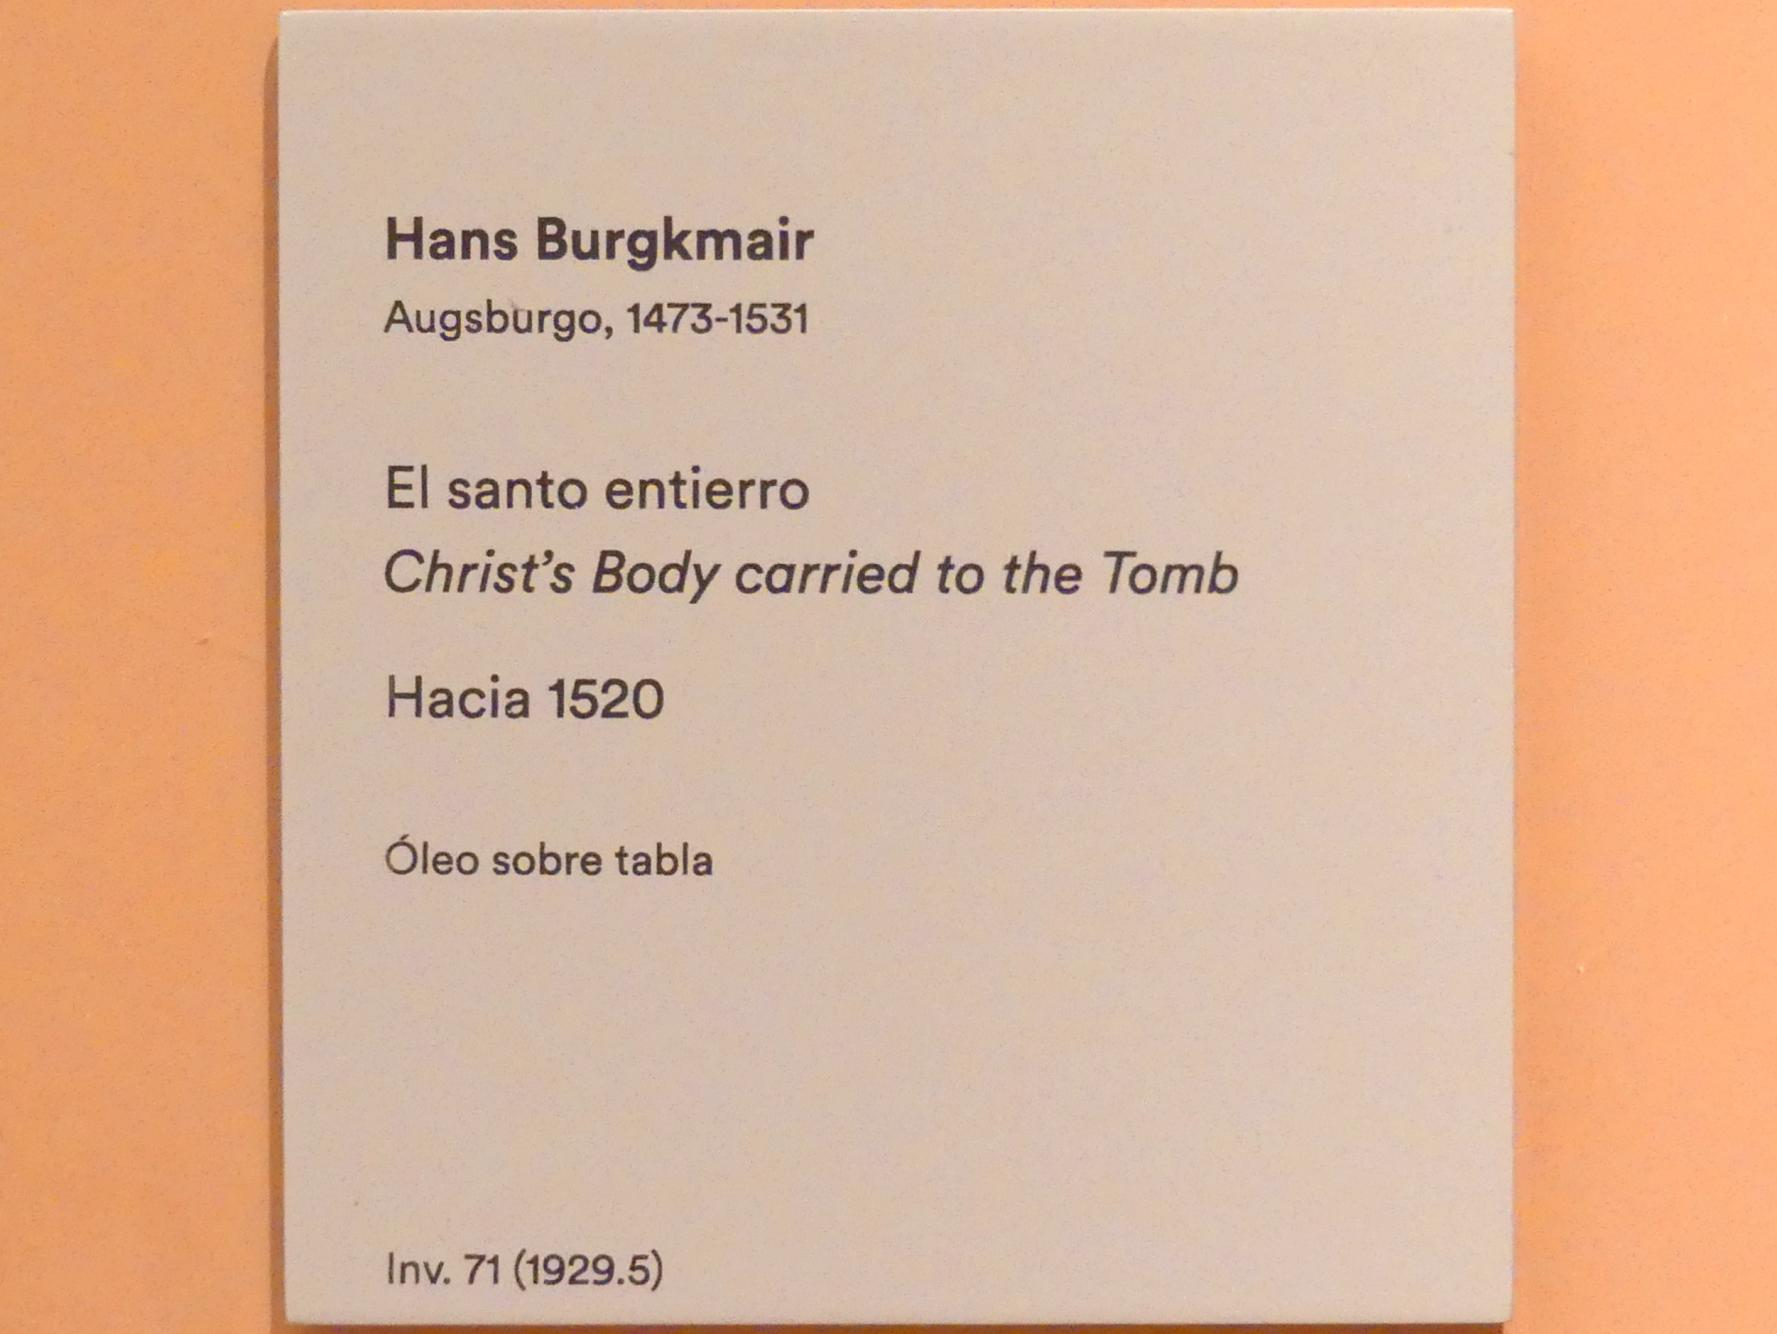 Hans Burgkmair
Augsburgo, 1473-1531
El santo entierro
Christ’s Body carried to the Tomb
Hacia 1520
Óleo sobre tabla
Inv. 71 (1929.5)